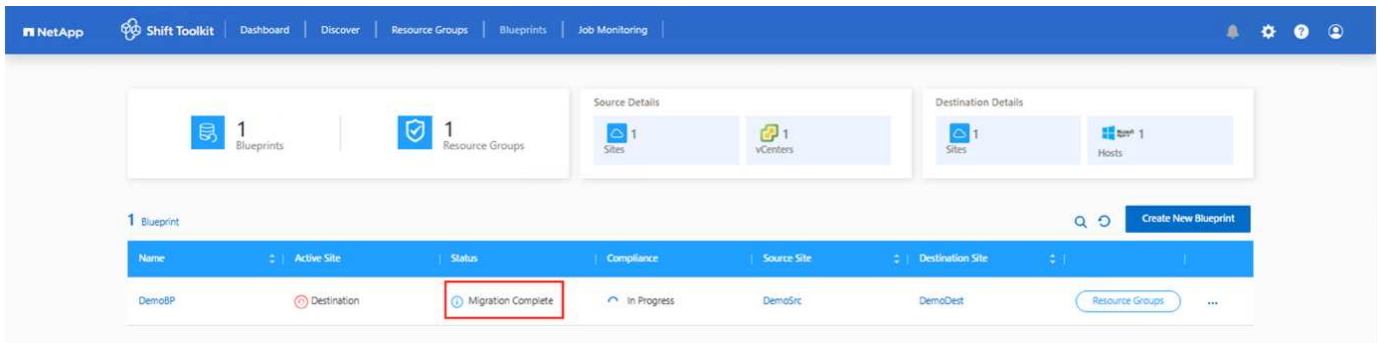 NetApp
Shift Toolkit
Dashboard
Discover
Resource Groups
Blueprints
Job Monitoring
1
Blueprints
1
Resource Groups
Source Details
1
Sites
1
vCenters
Destination Details
1
Sites
1
Hosts
1 Blueprint
Create New Blueprint
Name
Active Site
Status
Compliance
Source Site
Destination Site
DemoBP
Destination
Migration Complete
In Progress
DemoSrc
DemoDest
Resource Groups
...